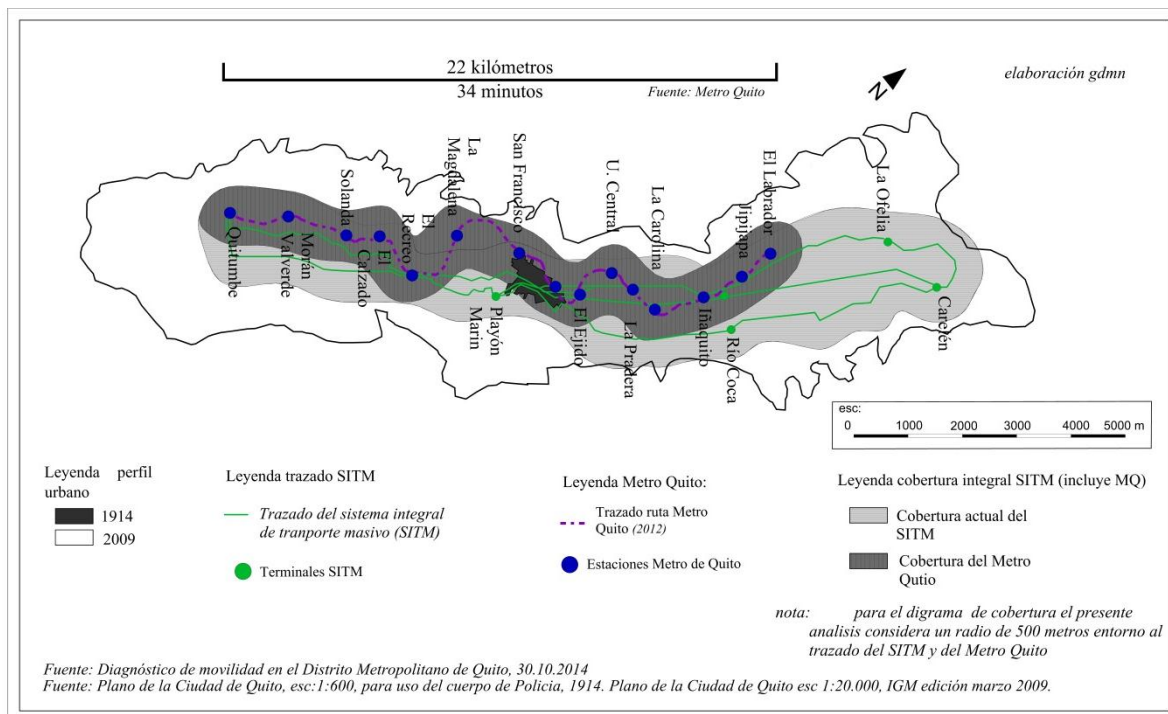 22 kilómetros
34 minutos
Fuente: Metro Quito
N
elaboración gdmn
Quitumbe
Morán
Valverde
Solanda
El
Calzado
El
Recreo
La
Magdalena
Playón
Marin
San Francisco
El Ejido
U. Central
La Pradera
La Carolina
Iñaquito
Río Coca
Jipijapa
El Labrador
La Ofelia
Carelén
esc:
0 1000 2000 3000 4000 5000 m
Leyenda perfil
urbano
1914
2009
Leyenda trazado SITM
Trazado del sistema integral
de tranporte masivo (SITM)
Terminales SITM
Leyenda Metro Quito:
Trazado ruta Metro
Quito (2012)
Estaciones Metro de Quito
Leyenda cobertura integral SITM (incluye MQ)
Cobertura actual del
SITM
Cobertura del Metro
Qutio
nota: para el digrama de cobertura el presente
analisis considera un radio de 500 metros entorno al
trazado del SITM y del Metro Quito
Fuente: Diagnóstico de movilidad en el Distrito Metropolitano de Quito, 30.10.2014
Fuente: Plano de la Ciudad de Quito, esc:1:600, para uso del cuerpo de Policia, 1914. Plano de la Ciudad de Quito esc 1:20.000, IGM edición marzo 2009.